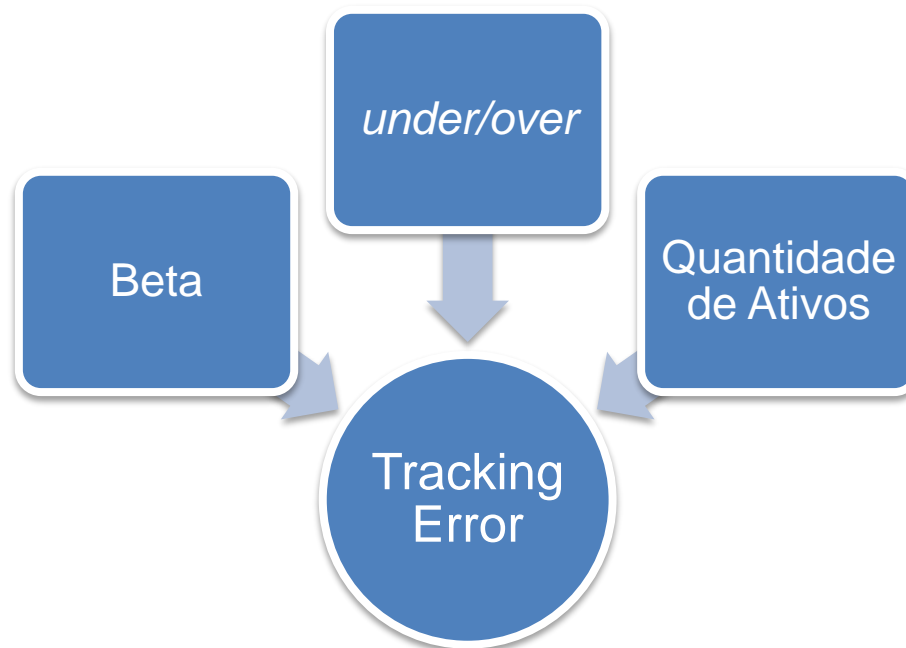 under/over
Beta
Quantidade
de Ativos
Tracking
Error